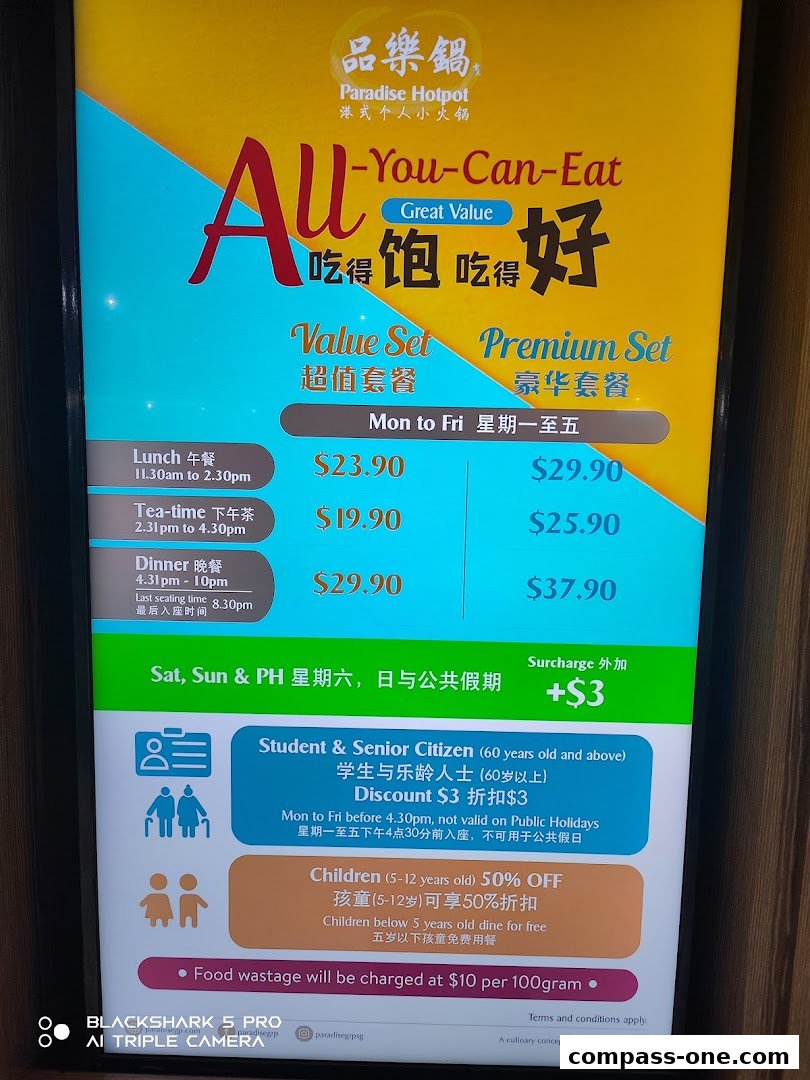 品樂鍋
Paradise Hotpot
港式个人小火锅
All-You-Can-Eat
Great Value
吃得饱 吃得好
Value Set
超值套餐
Premium Set
豪华套餐
Mon to Fri 星期一至五
Lunch 午餐
11.30am to 2.30pm
$23.90
$29.90
Tea-time 下午茶
2.31pm to 4.30pm
$19.90
$25.90
Dinner 晚餐
4.31pm - 10pm
Last seating time
最后入座时间
8.30pm
$29.90
$37.90
Sat, Sun & PH 星期六，日与公共假期
Surcharge 外加
+$3
Student & Senior Citizen (60 years old and above)
学生与乐龄人士 (60岁以上)
Discount $3 折扣$3
Mon to Fri before 4.30pm, not valid on Public Holidays
星期一至五下午4点30分前入座，不可用于公共假日
Children (5-12 years old) 50% OFF
孩童(5-12岁)可享50%折扣
Children below 5 years old dine for free
五岁以下孩童免费用餐
• Food wastage will be charged at $10 per 100gram •
Terms and conditions apply.
paradisegp.com
paradisegrp
paradisegrpsg
A culinary
BLACKSHARK 5 PRO
AI TRIPLE CAMERA
compass-one.com